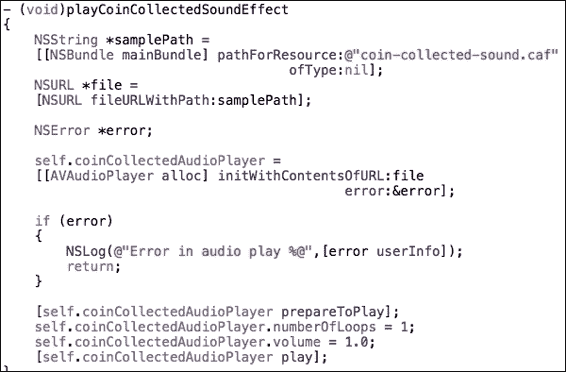 - (void)playCoinCollectedSoundEffect
{
    NSString *samplePath =
    [[NSBundle mainBundle] pathForResource:@"coin-collected-sound.caf"
                                    ofType:nil];
    NSURL *file =
    [NSURL fileURLWithPath:samplePath];

    NSError *error;

    self.coinCollectedAudioPlayer =
    [[AVAudioPlayer alloc] initWithContentsOfURL:file
                                           error:&error];

    if (error)
    {
        NSLog(@"Error in audio play %@",[error userInfo]);
        return;
    }

    [self.coinCollectedAudioPlayer prepareToPlay];
    self.coinCollectedAudioPlayer.numberOfLoops = 1;
    self.coinCollectedAudioPlayer.volume = 1.0;
    [self.coinCollectedAudioPlayer play];
}